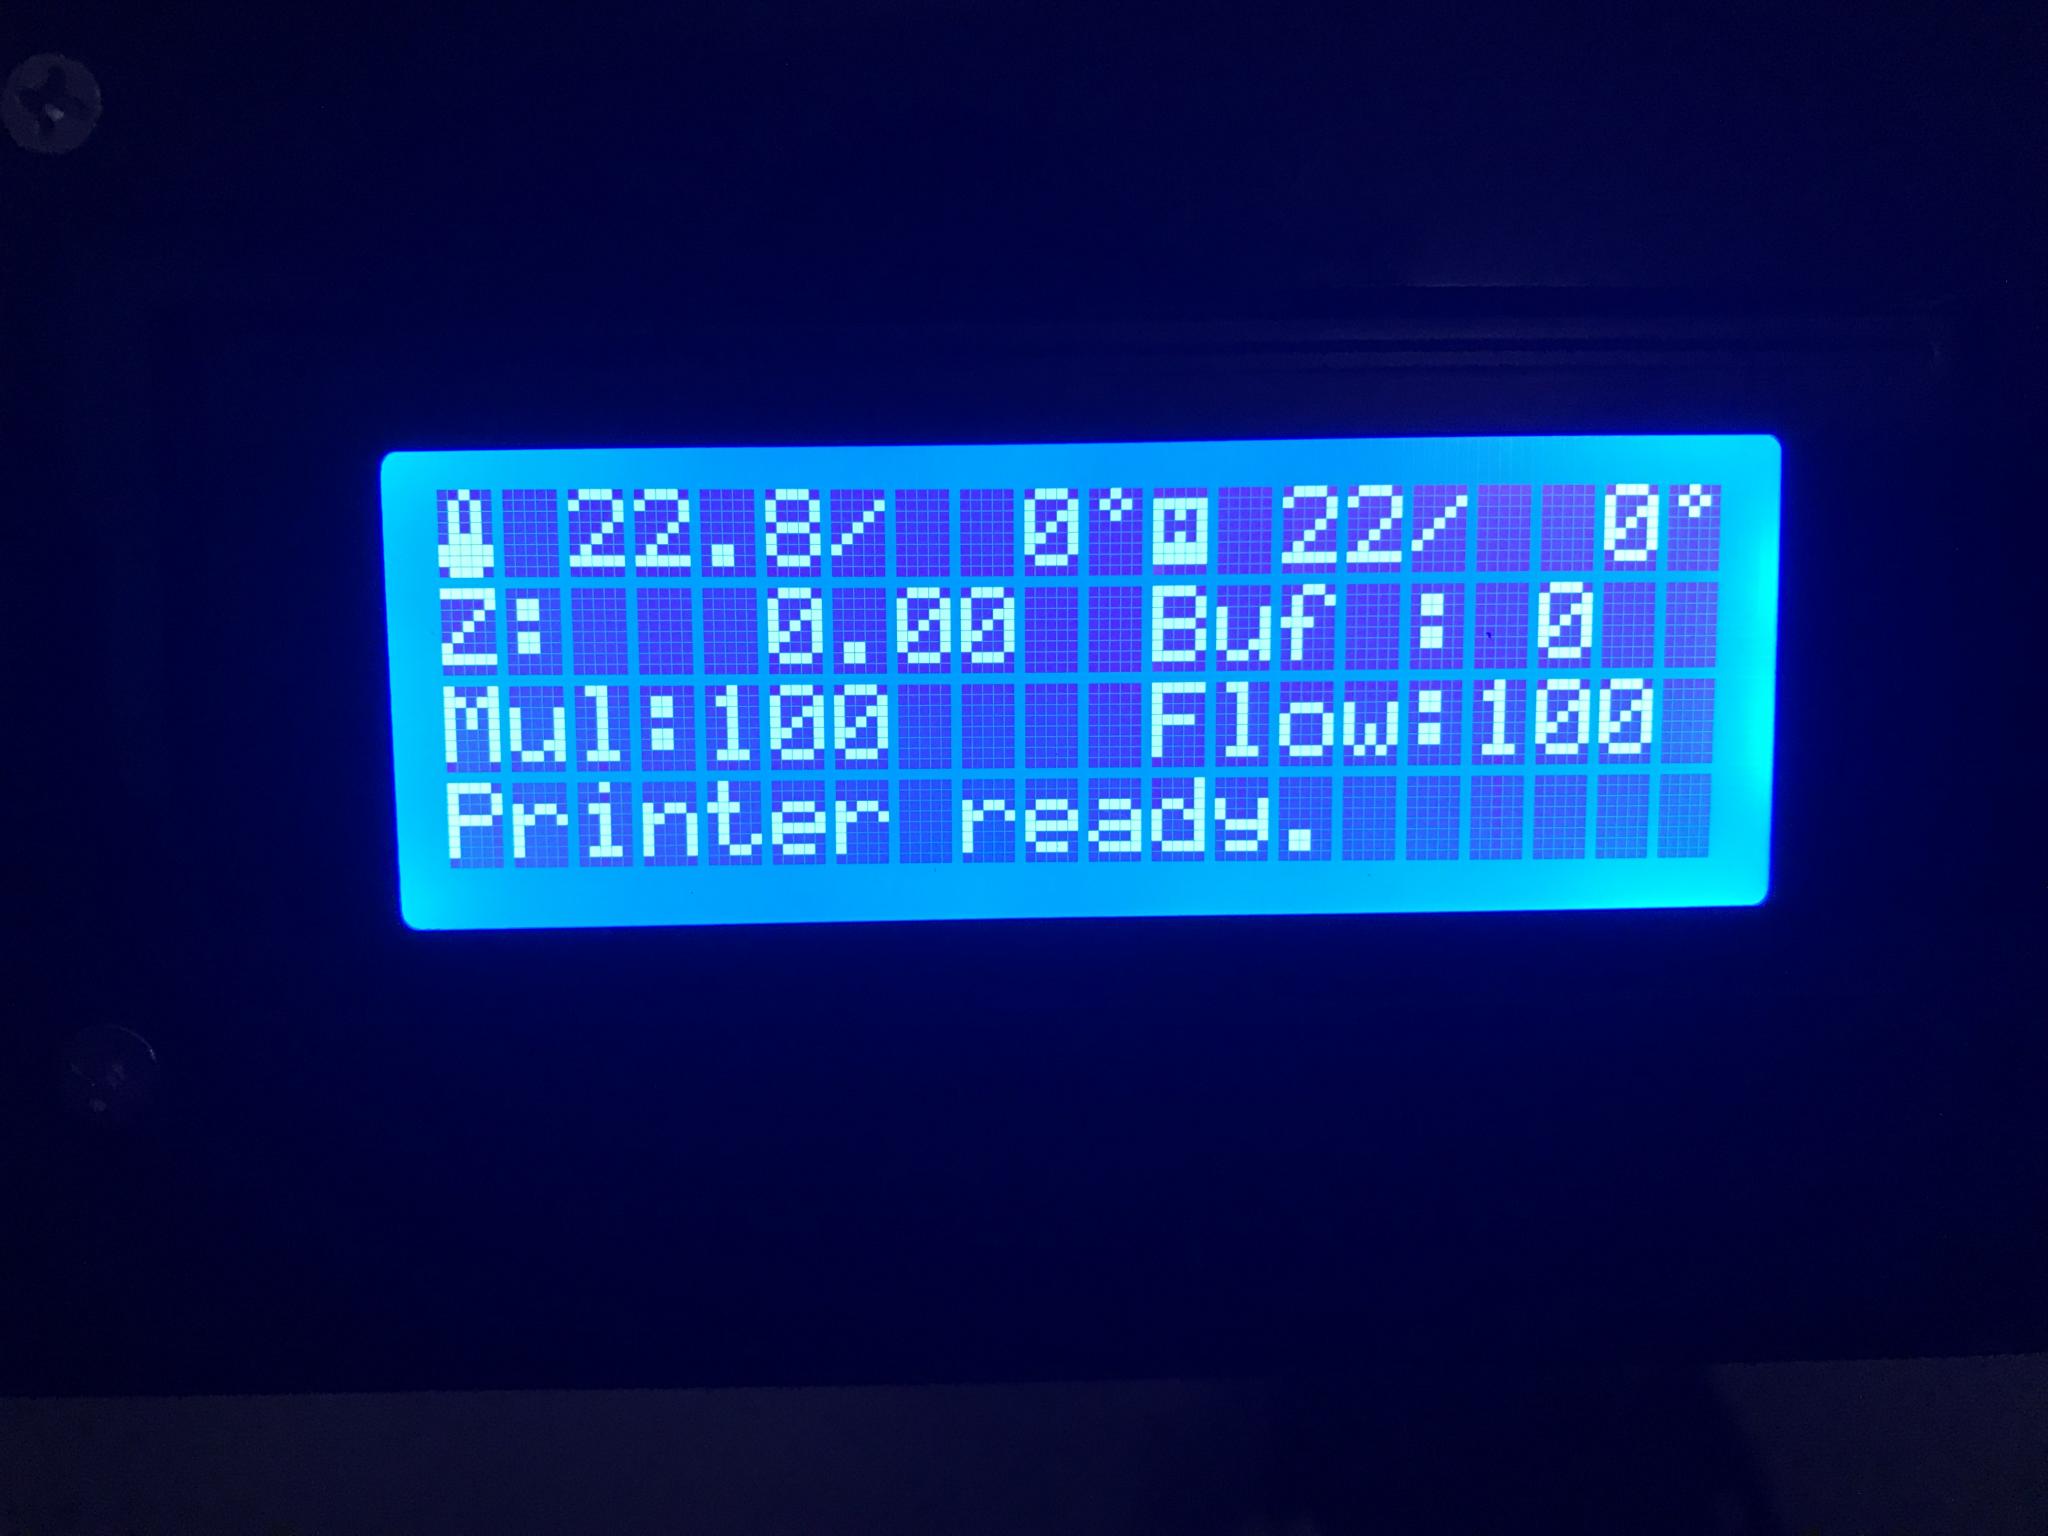 22.8/ 0° 22/ 0°
Z: 0.00 Buf : 0
Mul:100 Flow:100
Printer ready.